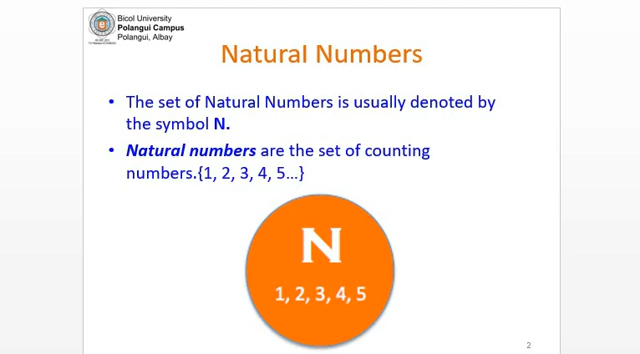 Bicol University
Polangui Campus
Polangui, Albay
Natural Numbers
• The set of Natural Numbers is usually denoted by
the symbol N.
• Natural numbers are the set of counting
numbers.{1, 2, 3, 4, 5…}
N
1, 2, 3, 4, 5
2